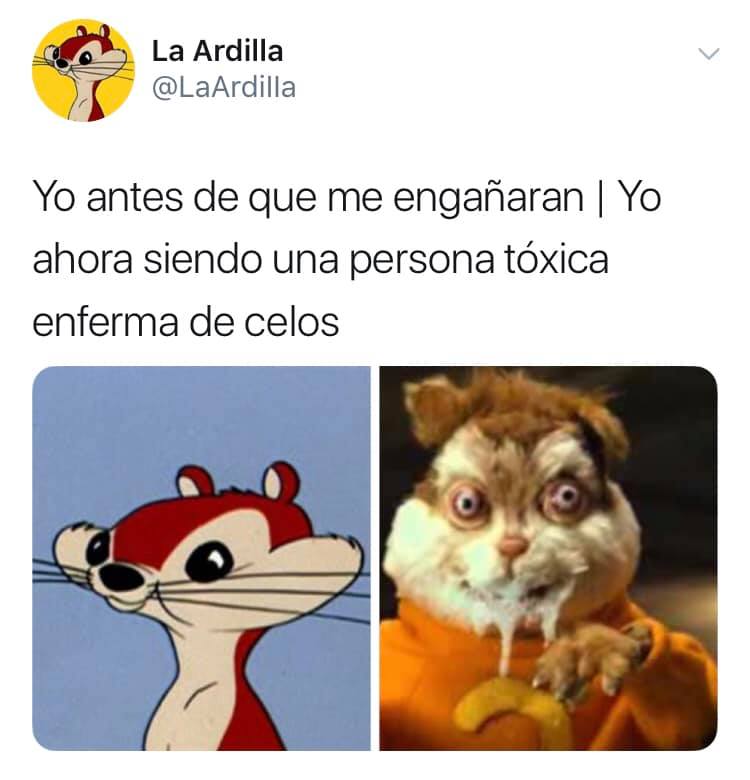 La Ardilla
@LaArdilla
Yo antes de que me engañaran | Yo
ahora siendo una persona tóxica
enferma de celos